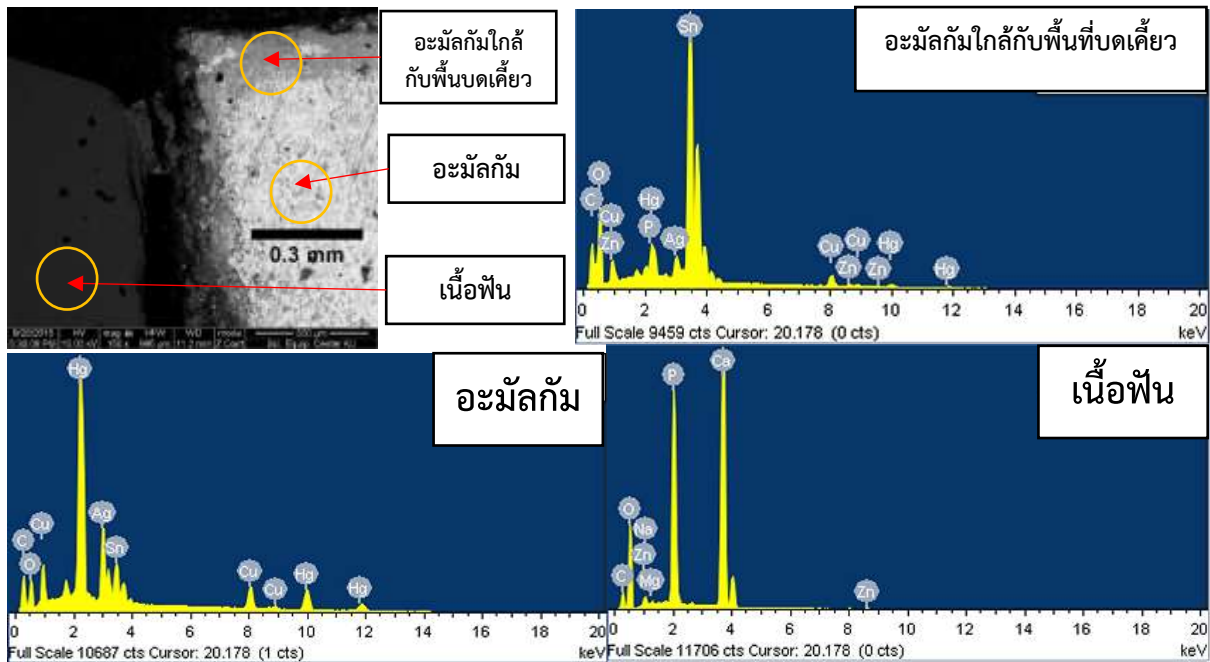 อะมัลกัมใกล้
กับพื้นบดเคี้ยว
อะมัลกัม
0.3 mm
เนื้อฟัน
อะมัลกัมใกล้กับพื้นที่บดเคี้ยว
Sn
O
C
Cu
Zn
Hg
P
Ag
Cu
Cu
Zn
Zn
Hg
Hg
0 2 4 6 8 10 12 14 16 18 20
Full Scale 9459 cts Cursor: 20.178 (0 cts) keV
อะมัลกัม
Hg
Ag
Cu
Sn
C
O
Cu
Cu
Hg
Hg
0 2 4 6 8 10 12 14 16 18 20
Full Scale 10687 cts Cursor: 20.178 (1 cts) keV
เนื้อฟัน
P
Ca
O
Na
Zn
C
Mg
Zn
0 2 4 6 8 10 12 14 16 18 20
Full Scale 11706 cts Cursor: 20.178 (0 cts) keV